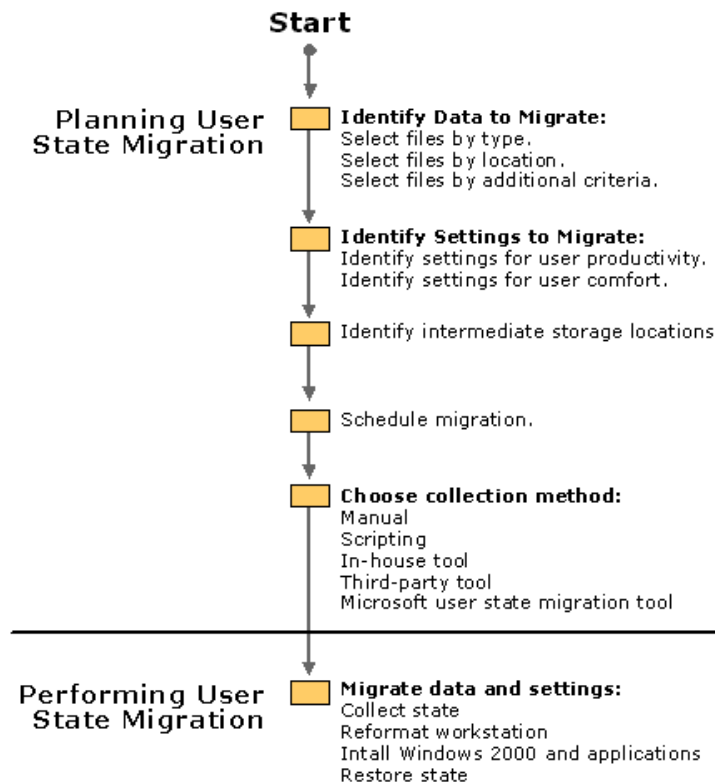 Start
Planning User
State Migration
Identify Data to Migrate:
Select files by type.
Select files by location.
Select files by additional criteria.
Identify Settings to Migrate:
Identify settings for user productivity.
Identify settings for user comfort.
Identify intermediate storage locations
Schedule migration.
Choose collection method:
Manual
Scripting
In-house tool
Third-party tool
Microsoft user state migration tool
Performing User
State Migration
Migrate data and settings:
Collect state
Reformat workstation
Intall Windows 2000 and applications
Restore state